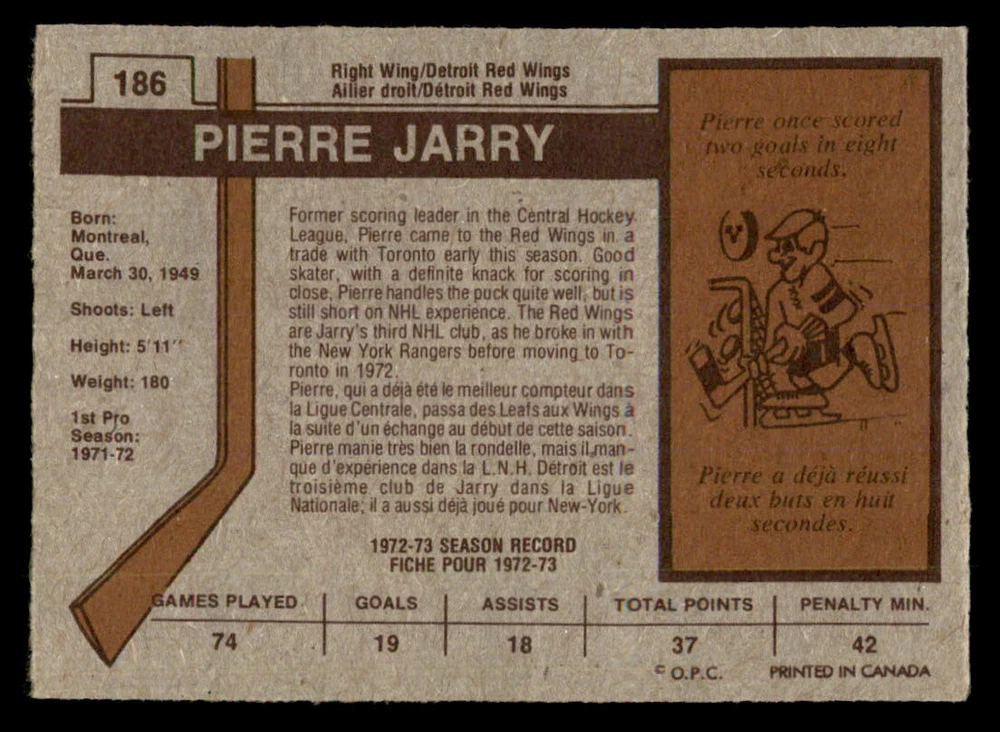 186
Right Wing/Detroit Red Wings
Ailier droit/Détroit Red Wings
PIERRE JARRY
Born:
Montreal,
Que.
March 30, 1949
Shoots: Left
Height: 5'11''
Weight: 180
1st Pro
Season:
1971-72
Former scoring leader in the Central Hockey
League, Pierre came to the Red Wings in a
trade with Toronto early this season. Good
skater, with a definite knack for scoring in
close, Pierre handles the puck quite well, but is
still short on NHL experience. The Red Wings
are Jarry's third NHL club, as he broke in with
the New York Rangers before moving to To-
ronto in 1972.
Pierre, qui a déjà été le meilleur compteur dans
la Ligue Centrale, passa des Leafs aux Wings à
la suite d'un échange au début de cette saison.
Pierre manie très bien la rondelle, mais il man-
que d'expérience dans la L.N.H. Détroit est le
troisième club de Jarry dans la Ligue
Nationale; il a aussi déjà joué pour New-York.
Pierre once scored
two goals in eight
seconds.
Pierre a déjà réussi
deux buts en huit
secondes.
1972-73 SEASON RECORD
FICHE POUR 1972-73
GAMES PLAYED GOALS ASSISTS TOTAL POINTS PENALTY MIN.
74 19 18 37 42
© O.P.C. PRINTED IN CANADA